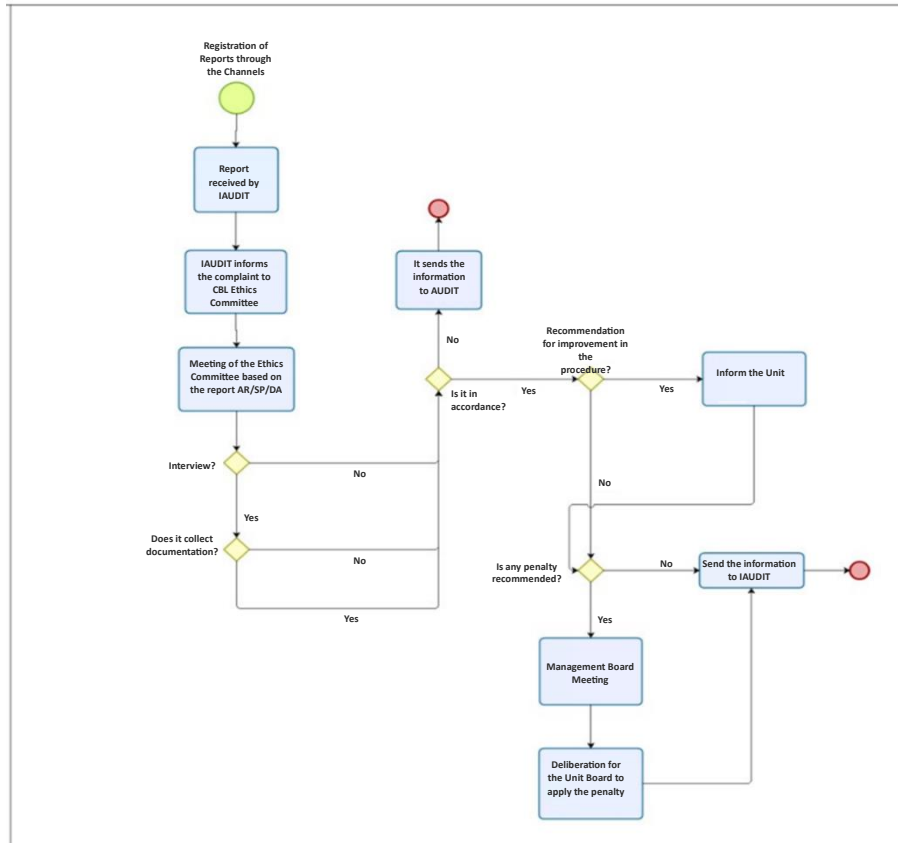 Registration of
Reports through
the Channels
Report
received by
IAUDIT
IAUDIT informs
the complaint to
CBL Ethics
Committee
Meeting of the Ethics
Committee based on
the report AR/SP/DA
Interview?
No
Yes
Does it collect
documentation?
No
Yes
It sends the
information
to AUDIT
No
Is it in
accordance?
Yes
Recommendation
for improvement in
the
procedure?
Yes
Inform the Unit
No
Is any penalty
recommended?
No
Send the information
to IAUDIT
Yes
Management Board
Meeting
Deliberation for
the Unit Board to
apply the penalty